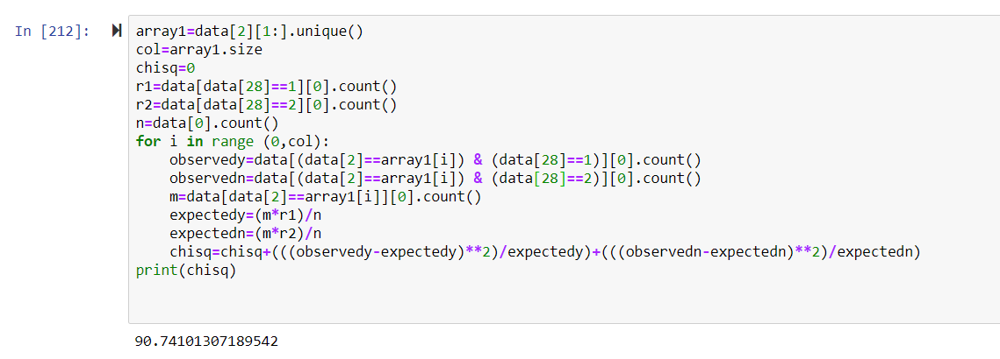 In [212]:
array1=data[2][1:].unique()
col=array1.size
chisq=0
r1=data[data[28]==1][0].count()
r2=data[data[28]==2][0].count()
n=data[0].count()
for i in range (0,col):
    observedy=data[(data[2]==array1[i]) & (data[28]==1)][0].count()
    observedn=data[(data[2]==array1[i]) & (data[28]==2)][0].count()
    m=data[data[2]==array1[i]][0].count()
    expectedy=(m*r1)/n
    expectedn=(m*r2)/n
    chisq=chisq+(((observedy-expectedy)**2)/expectedy)+(((observedn-expectedn)**2)/expectedn)
print(chisq)
90.74101307189542